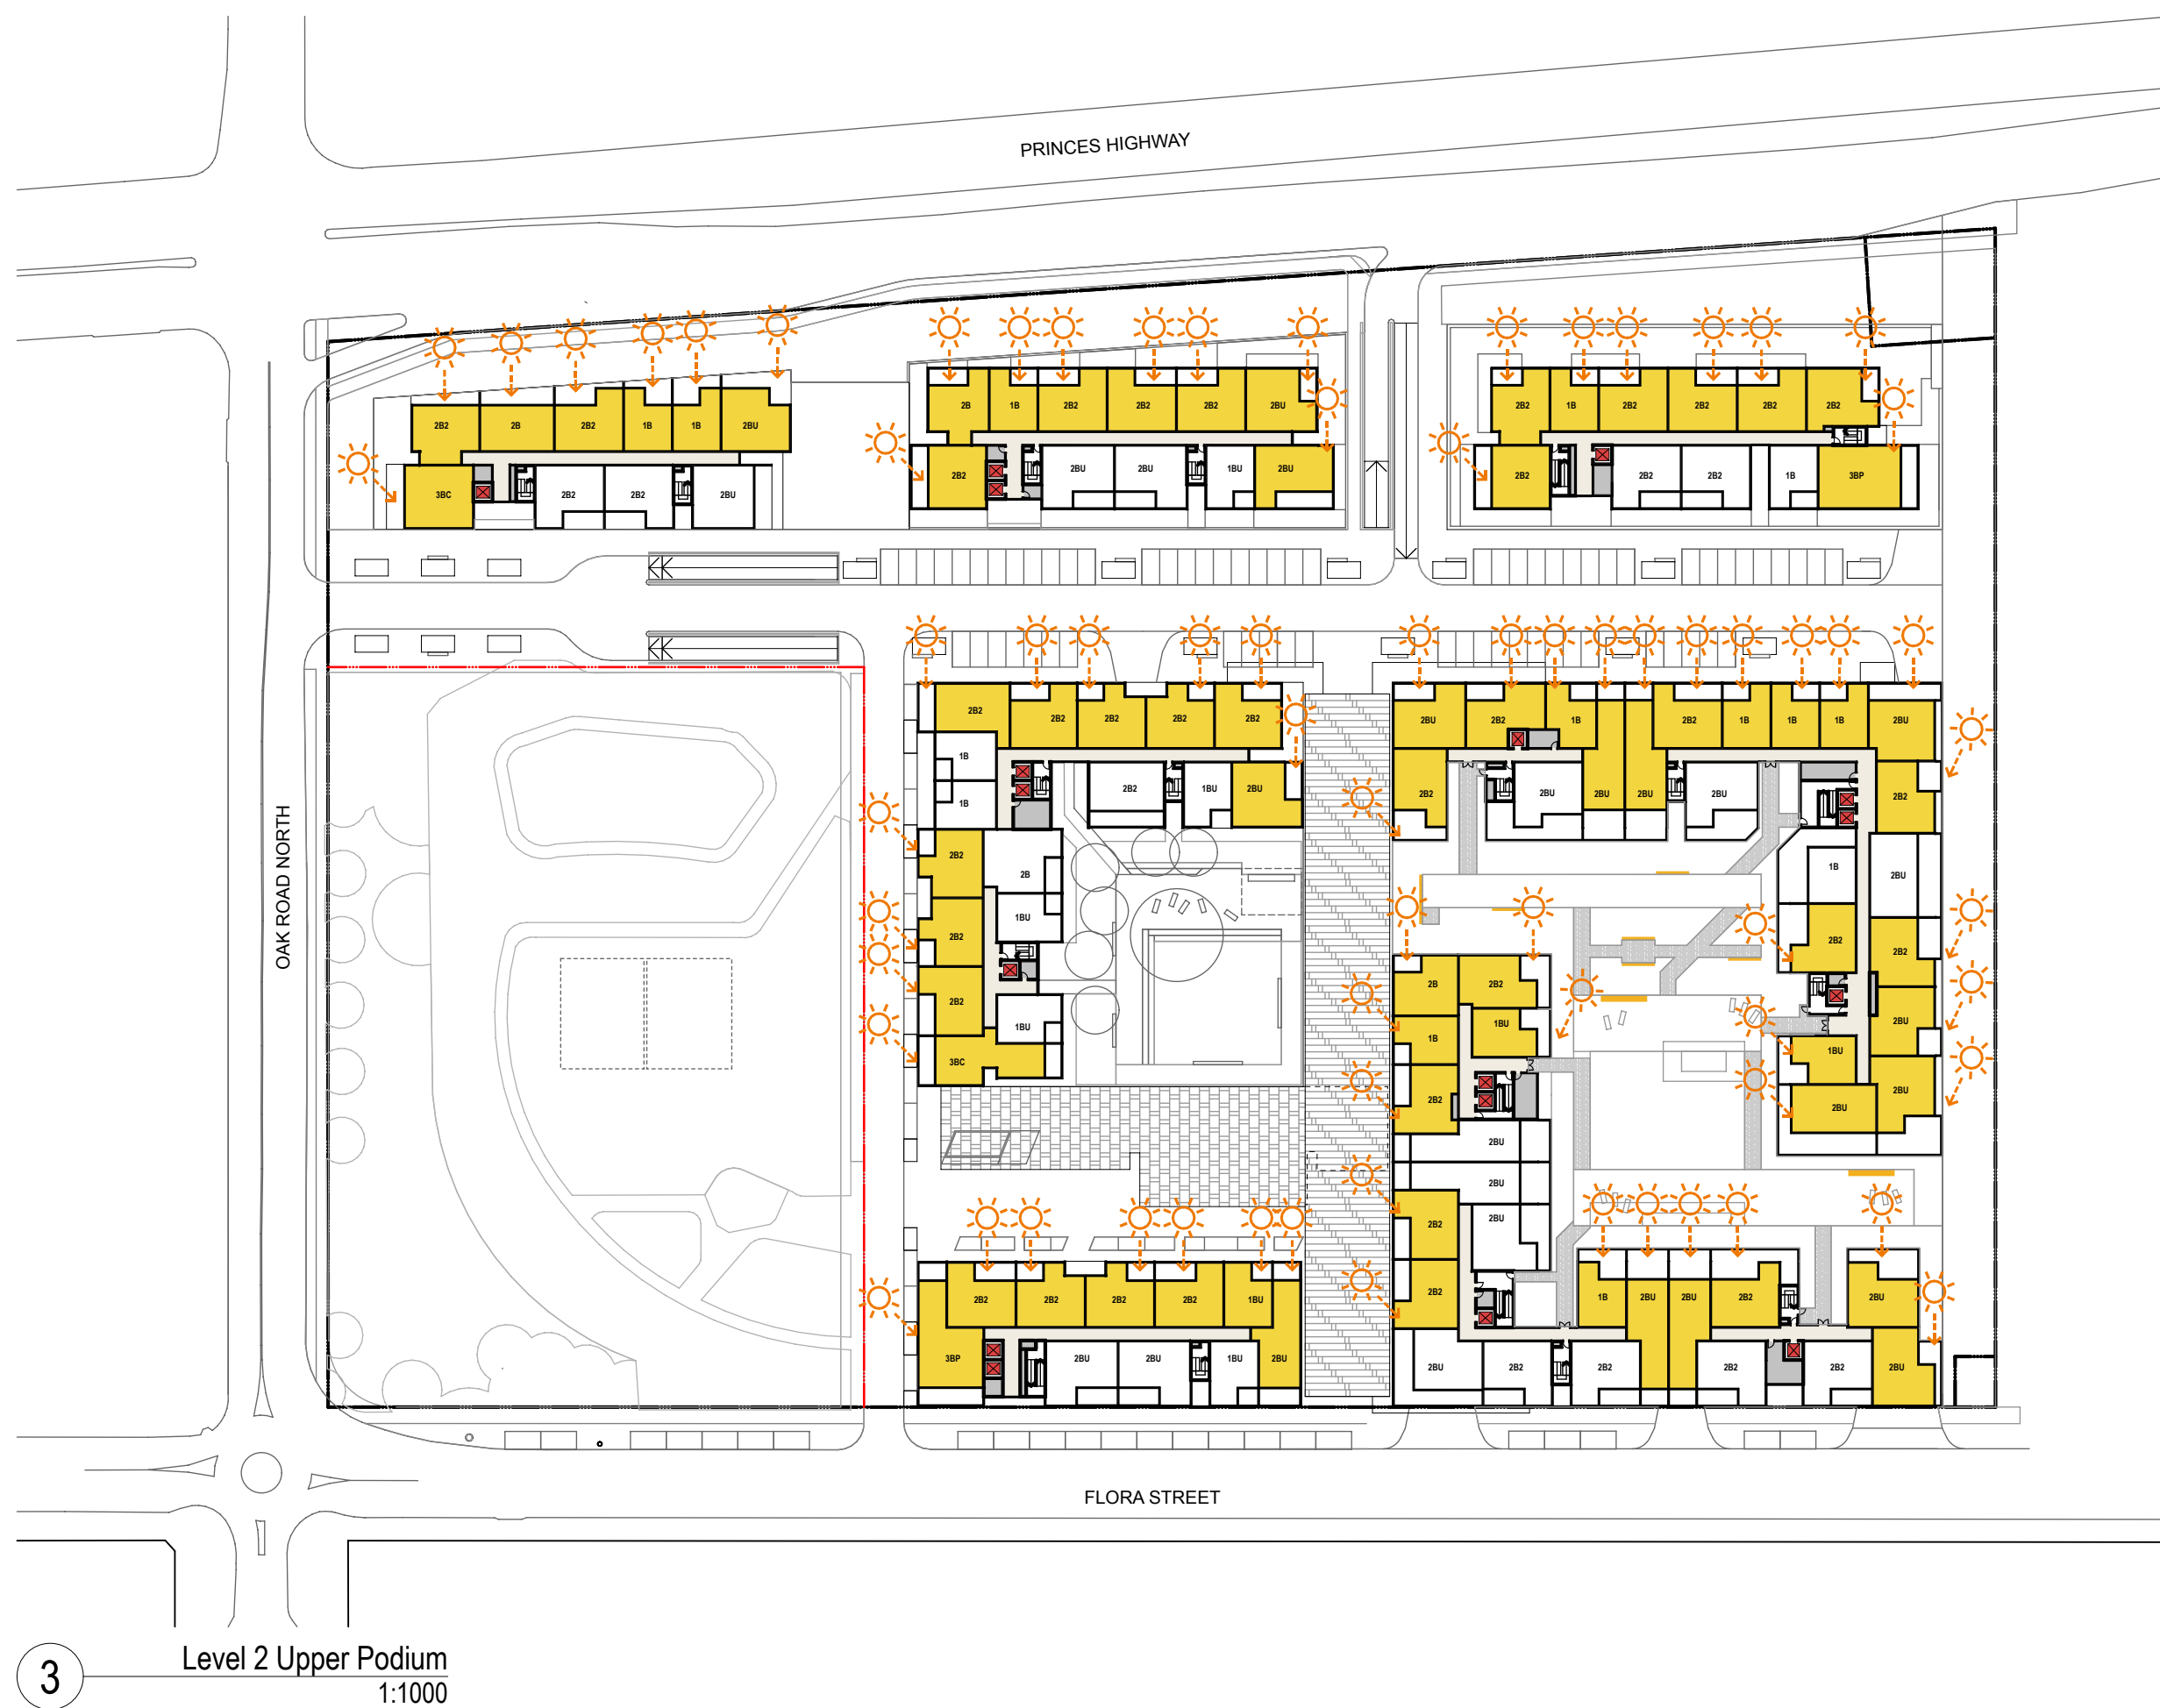 PRINCES HIGHWAY
2B2 2B 2B2 1B 1B 2BU
3BC 2B2 2B2 2BU
2B 1B 2B2 2B2 2B2 2BU
2B2 2BU 2BU 1BU 2BU
2B2 1B 2B2 2B2 2B2 2B2
2B2 2B2 2B2 1B 3BP
OAK ROAD NORTH
2B2 2B2 2B2 2B2 2B2
1B
1B 2B2 1BU 2BU
2B2 2B
2B2 1BU
2B2 1BU
3BC
2B2 2B2 2B2 2B2 1BU
3BP 2BU 2BU 1BU 2BU
2BU 2B2 1B 2B2 1B 1B 1B 2BU
2B2 2BU 2BU 2BU 2BU 2B2
1B 2BU
2B2 2B2
2BU
1BU
2BU 2BU
2B 2B2
1B 1BU
2B2
2BU
2BU
2B2 2BU
2B2 1B 2BU 2BU 2B2 2BU
2BU 2B2 2B2 2B2 2B2 2BU
FLORA STREET
3
Level 2 Upper Podium
1:1000